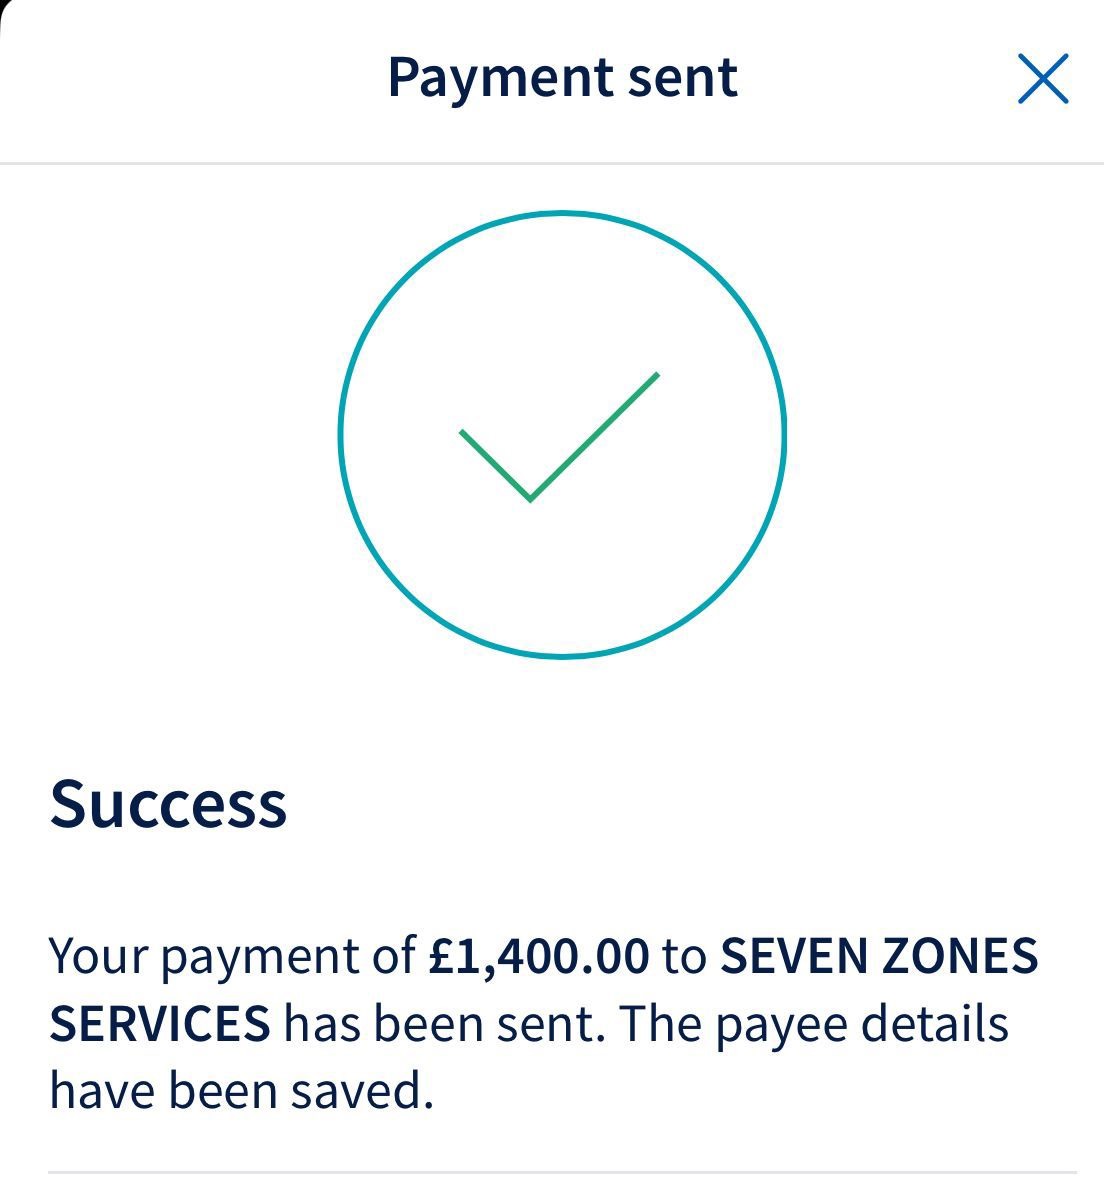 Payment sent
Success
Your payment of £1,400.00 to SEVEN ZONES
SERVICES has been sent. The payee details
have been saved.